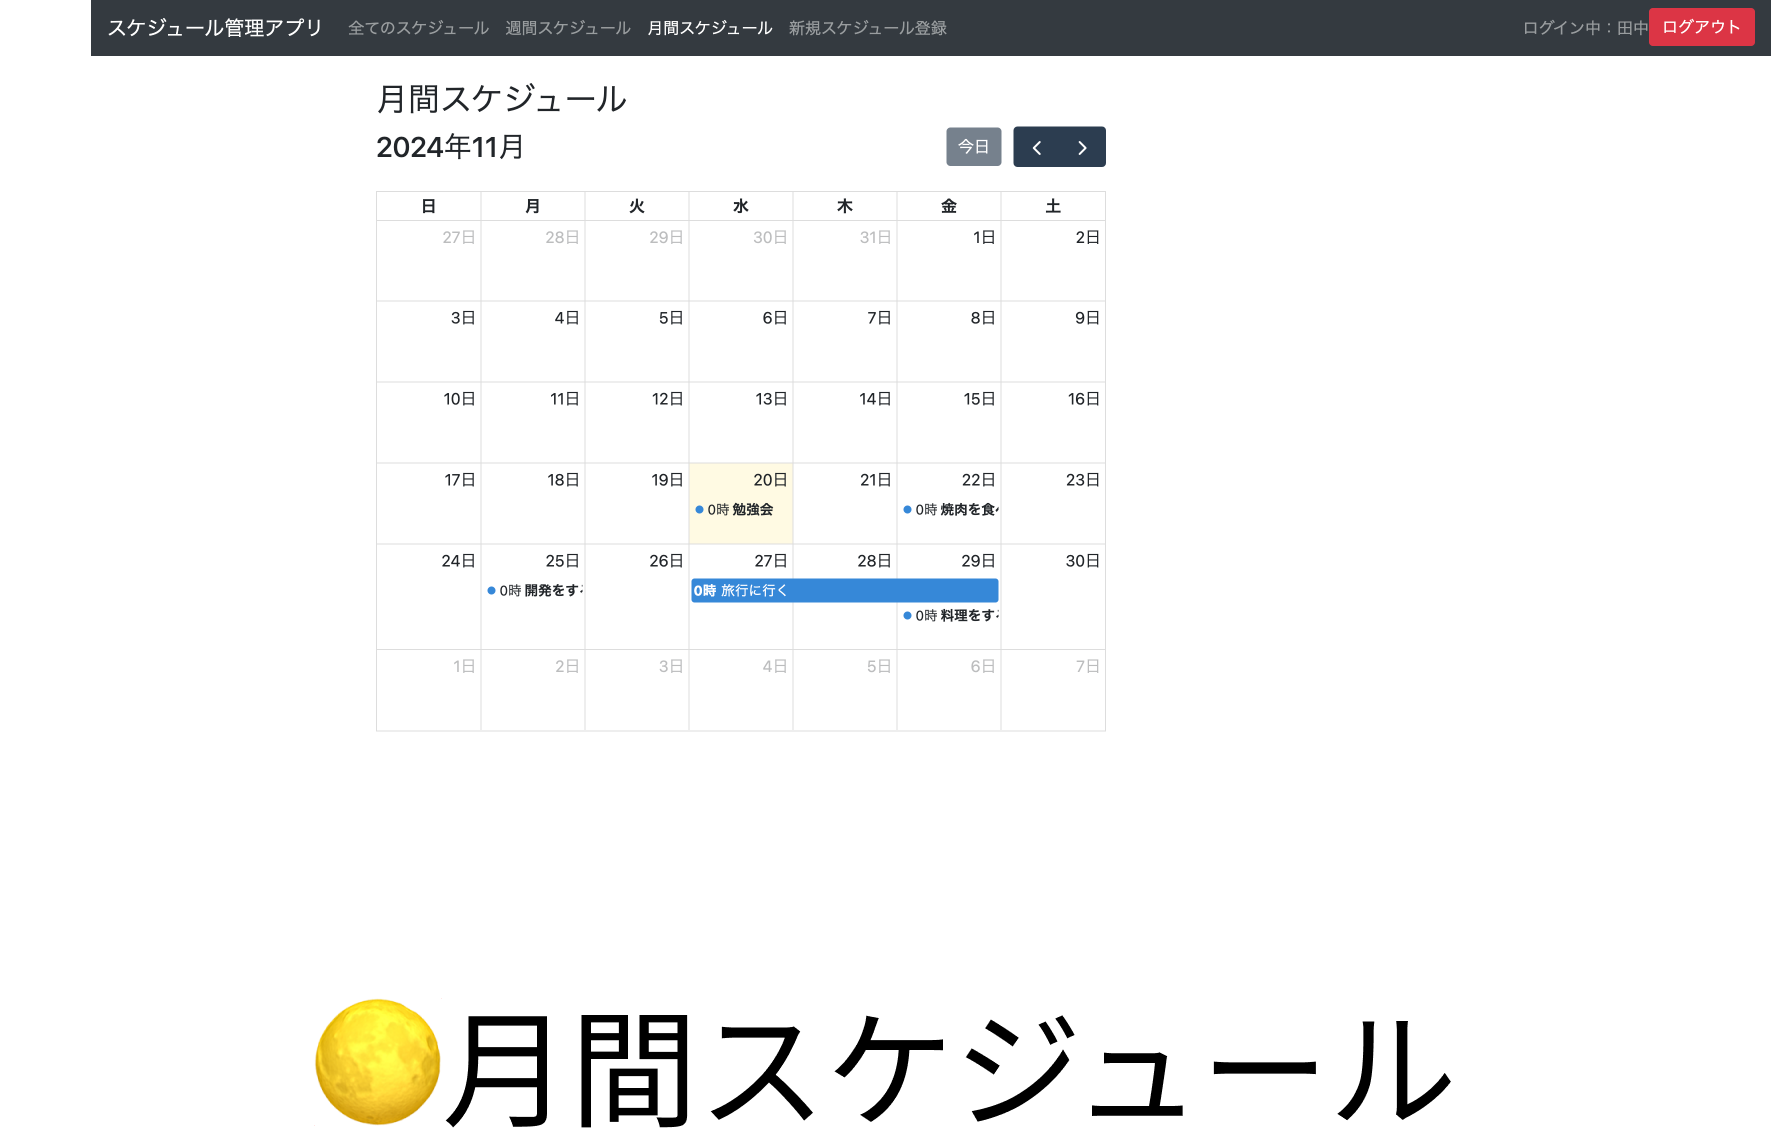 スケジュール管理アプリ 全てのスケジュール 週間スケジュール 月間スケジュール 新規スケジュール登録 ログイン中：田中 ログアウト
月間スケジュール
2024年11月 今日
日 月 火 水 木 金 土
27日 28日 29日 30日 31日 1日 2日
3日 4日 5日 6日 7日 8日 9日
10日 11日 12日 13日 14日 15日 16日
17日 18日 19日 20日 21日 22日 23日
0時 勉強会 0時 焼肉を食べ
24日 25日 26日 27日 28日 29日 30日
0時 開発をする 0時 旅行に行く
0時 料理をする
1日 2日 3日 4日 5日 6日 7日
月間スケジュール